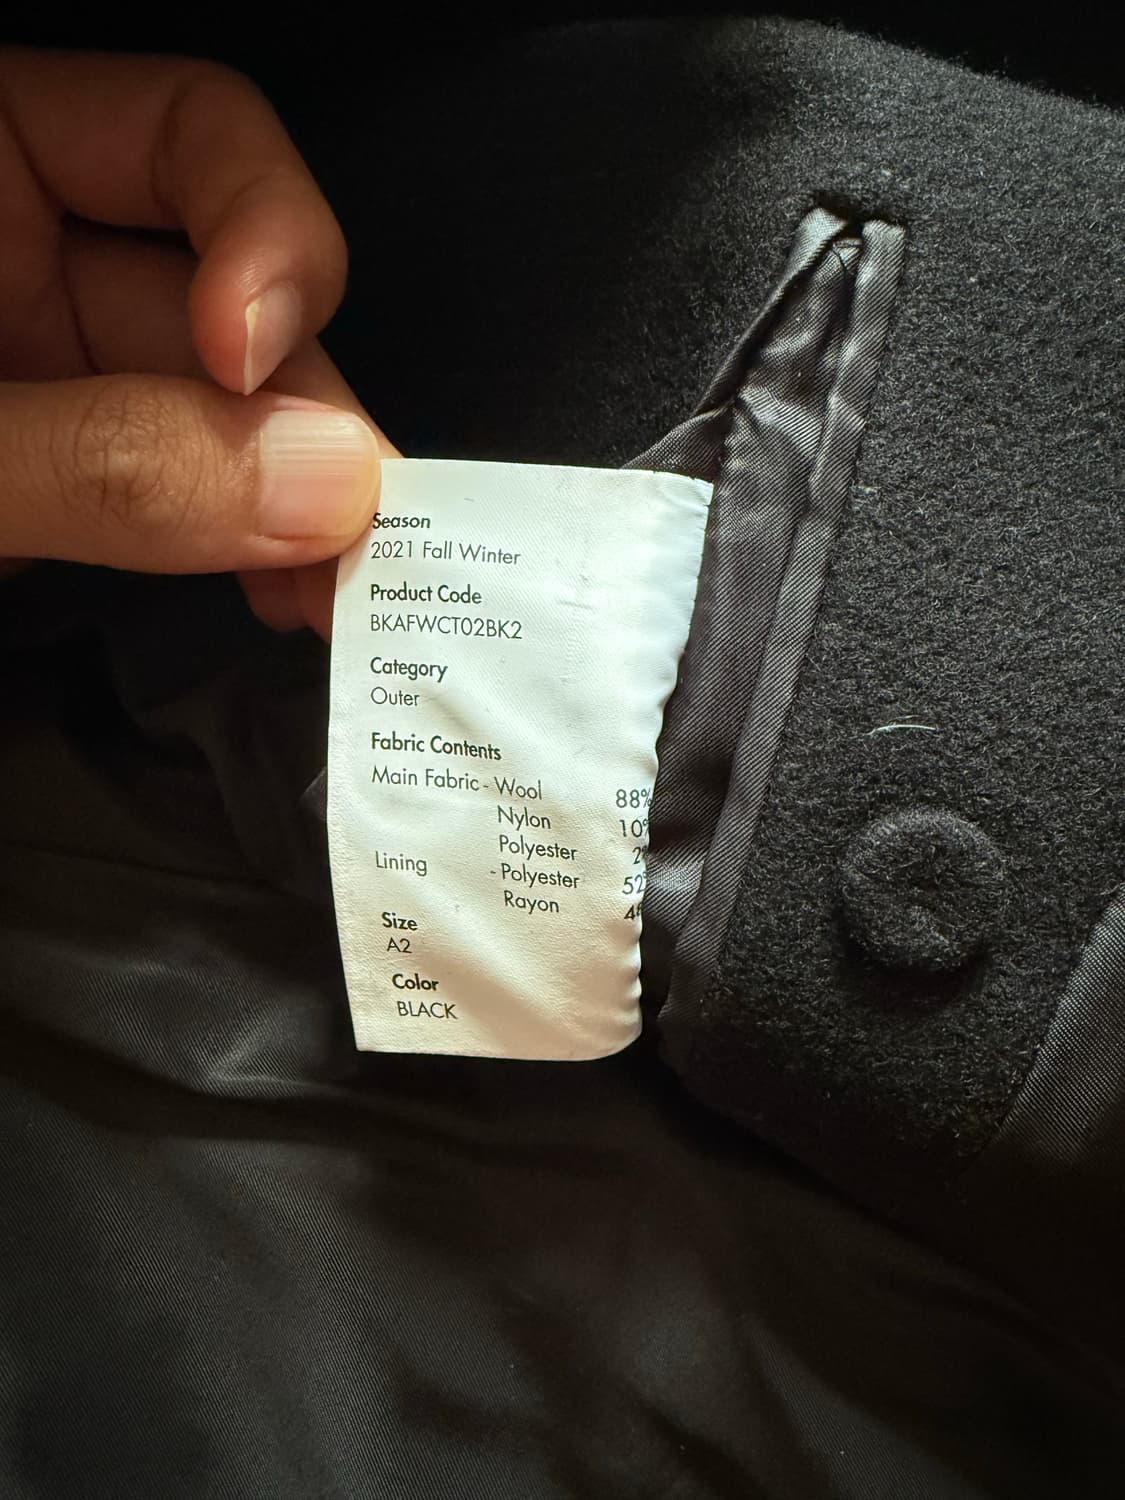 Season
2021 Fall Winter
Product Code
BKAFWCT02BK2
Category
Outer
Fabric Contents
Main Fabric - Wool 88%
Nylon 10%
Polyester 2%
Lining - Polyester 52%
Rayon
Size
A2
Color
BLACK